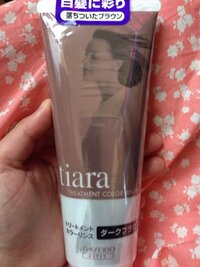 白髪に彩り
落ちついたブラウン
tiara
TREATMENT COLOR
トリートメント
カラーリンス
ダークブラウン
SHISEIDO